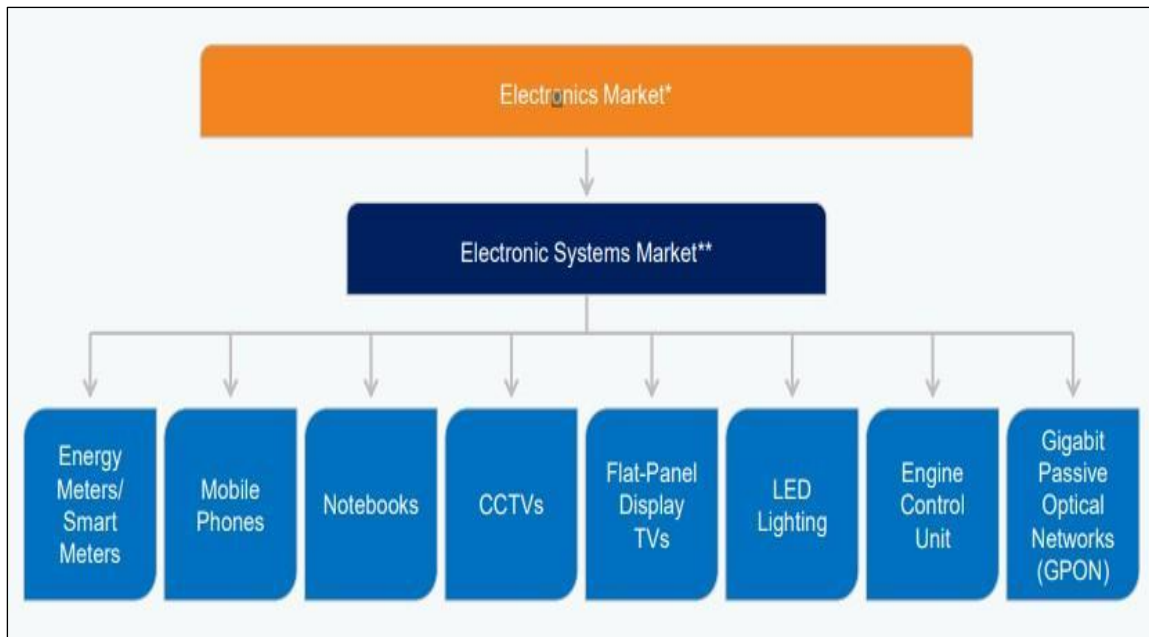 Electronics Market*
Electronic Systems Market**
Energy
Meters/
Smart
Meters
Mobile
Phones
Notebooks
CCTVs
Flat-Panel
Display
TVs
LED
Lighting
Engine
Control
Unit
Gigabit
Passive
Optical
Networks
(GPON)